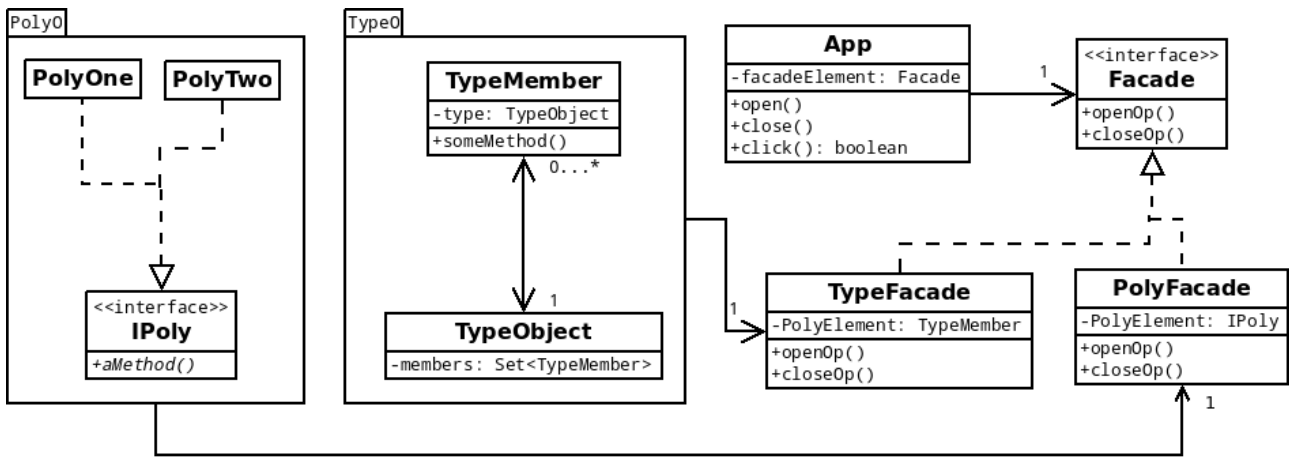 PolyO
PolyOne
PolyTwo
<<interface>>
IPoly
+aMethod()
TypeO
TypeMember
-type: TypeObject
+someMethod()
0...*
1
TypeObject
-members: Set<TypeMember>
App
-facadeElement: Facade
+open()
+close()
+click(): boolean
1
<<interface>>
Facade
+openOp()
+closeOp()
1
TypeFacade
-PolyElement: TypeMember
+openOp()
+closeOp()
PolyFacade
-PolyElement: IPoly
+openOp()
+closeOp()
1